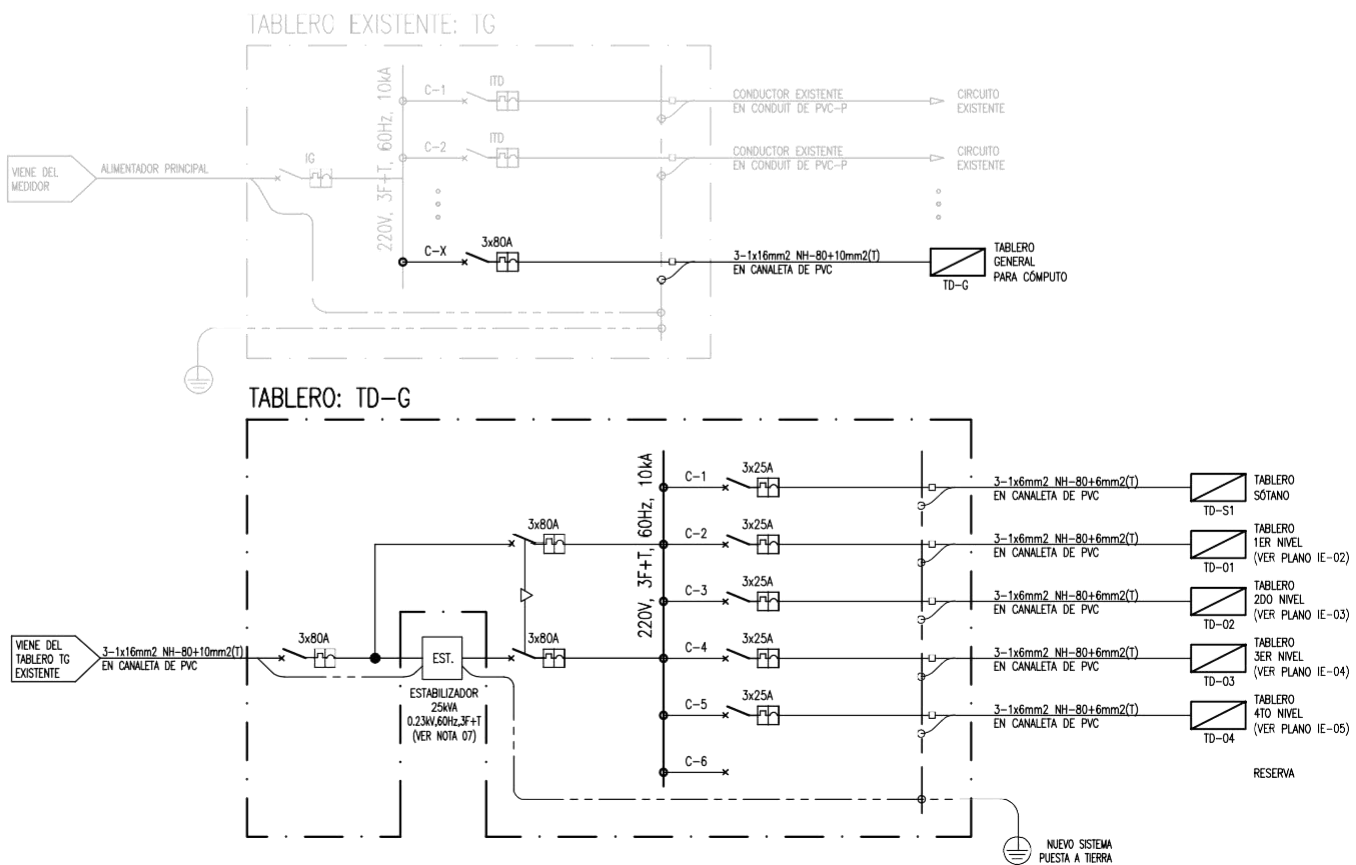 TABLERO EXISTENTE: TG
220V, 3F+T, 60Hz, 10kA
VIENE DEL
MEDIDOR
ALIMENTADOR PRINCIPAL
IG
C-1
ITD
CONDUCTOR EXISTENTE
EN CONDUIT DE PVC-P
CIRCUITO
EXISTENTE
C-2
ITD
CONDUCTOR EXISTENTE
EN CONDUIT DE PVC-P
CIRCUITO
EXISTENTE
C-X
3x80A
3-1x16mm2 NH-80+10mm2(T)
EN CANALETA DE PVC
TD-G
TABLERO
GENERAL
PARA CÓMPUTO
TABLERO: TD-G
220V, 3F+T, 60Hz, 10kA
VIENE DEL
TABLERO TG
EXISTENTE
3-1x16mm2 NH-80+10mm2(T)
EN CANALETA DE PVC
3x80A
3x80A
3x80A
EST.
ESTABILIZADOR
25kVA
0.23kV,60Hz,3F+T
(VER NOTA 07)
C-1
3x25A
3-1x6mm2 NH-80+6mm2(T)
EN CANALETA DE PVC
TD-S1
TABLERO
SÓTANO
C-2
3x25A
3-1x6mm2 NH-80+6mm2(T)
EN CANALETA DE PVC
TD-01
TABLERO
1ER NIVEL
(VER PLANO IE-02)
C-3
3x25A
3-1x6mm2 NH-80+6mm2(T)
EN CANALETA DE PVC
TD-02
TABLERO
2DO NIVEL
(VER PLANO IE-03)
C-4
3x25A
3-1x6mm2 NH-80+6mm2(T)
EN CANALETA DE PVC
TD-03
TABLERO
3ER NIVEL
(VER PLANO IE-04)
C-5
3x25A
3-1x6mm2 NH-80+6mm2(T)
EN CANALETA DE PVC
TD-04
TABLERO
4TO NIVEL
(VER PLANO IE-05)
C-6
RESERVA
NUEVO SISTEMA
PUESTA A TIERRA